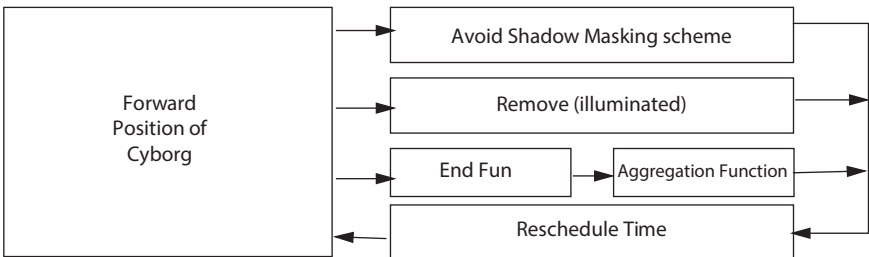 Forward
Position of
Cyborg
Avoid Shadow Masking scheme
Remove (illuminated)
End Fun
Aggregation Function
Reschedule Time